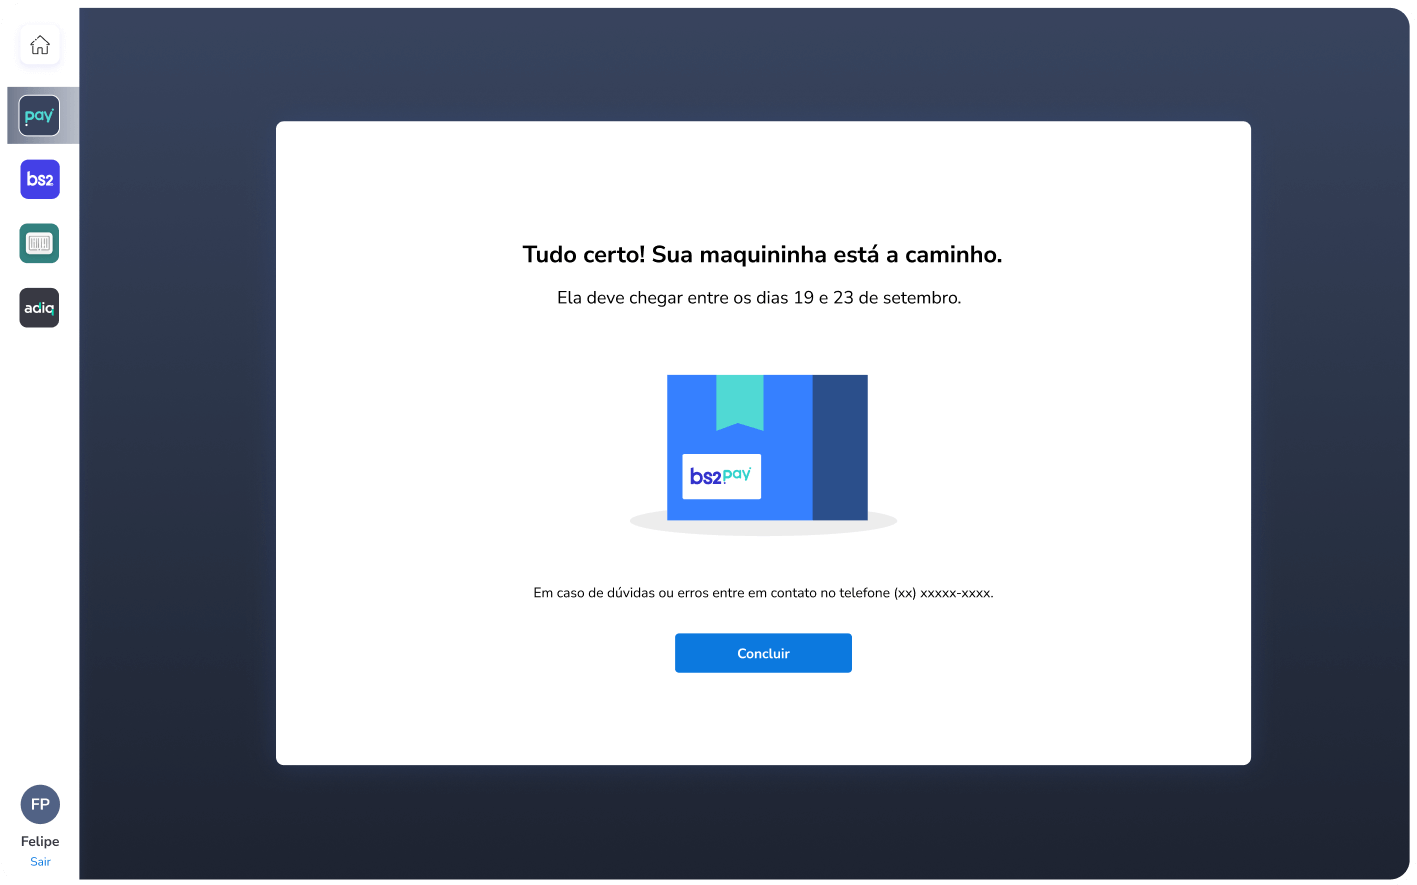 pay
bs2
adiq
Tudo certo! Sua maquininha está a caminho.
Ela deve chegar entre os dias 19 e 23 de setembro.
bs2pay
Em caso de dúvidas ou erros entre em contato no telefone (xx) xxxxx-xxxx.
Concluir
FP
Felipe
Sair